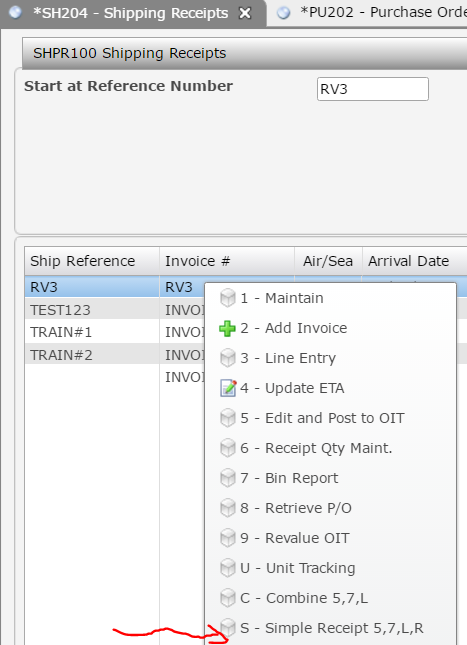 *SH204 - Shipping Receipts
*PU202 - Purchase Orde
SHPR100 Shipping Receipts
Start at Reference Number RV3
Ship Reference Invoice # Air/Sea Arrival Date
RV3 RV3
TEST123 INVOI
TRAIN#1 INVOI
TRAIN#2 INVOI
INVOI
1 - Maintain
2 - Add Invoice
3 - Line Entry
4 - Update ETA
5 - Edit and Post to OIT
6 - Receipt Qty Maint.
7 - Bin Report
8 - Retrieve P/O
9 - Revalue OIT
U - Unit Tracking
C - Combine 5,7,L
S - Simple Receipt 5,7,L,R